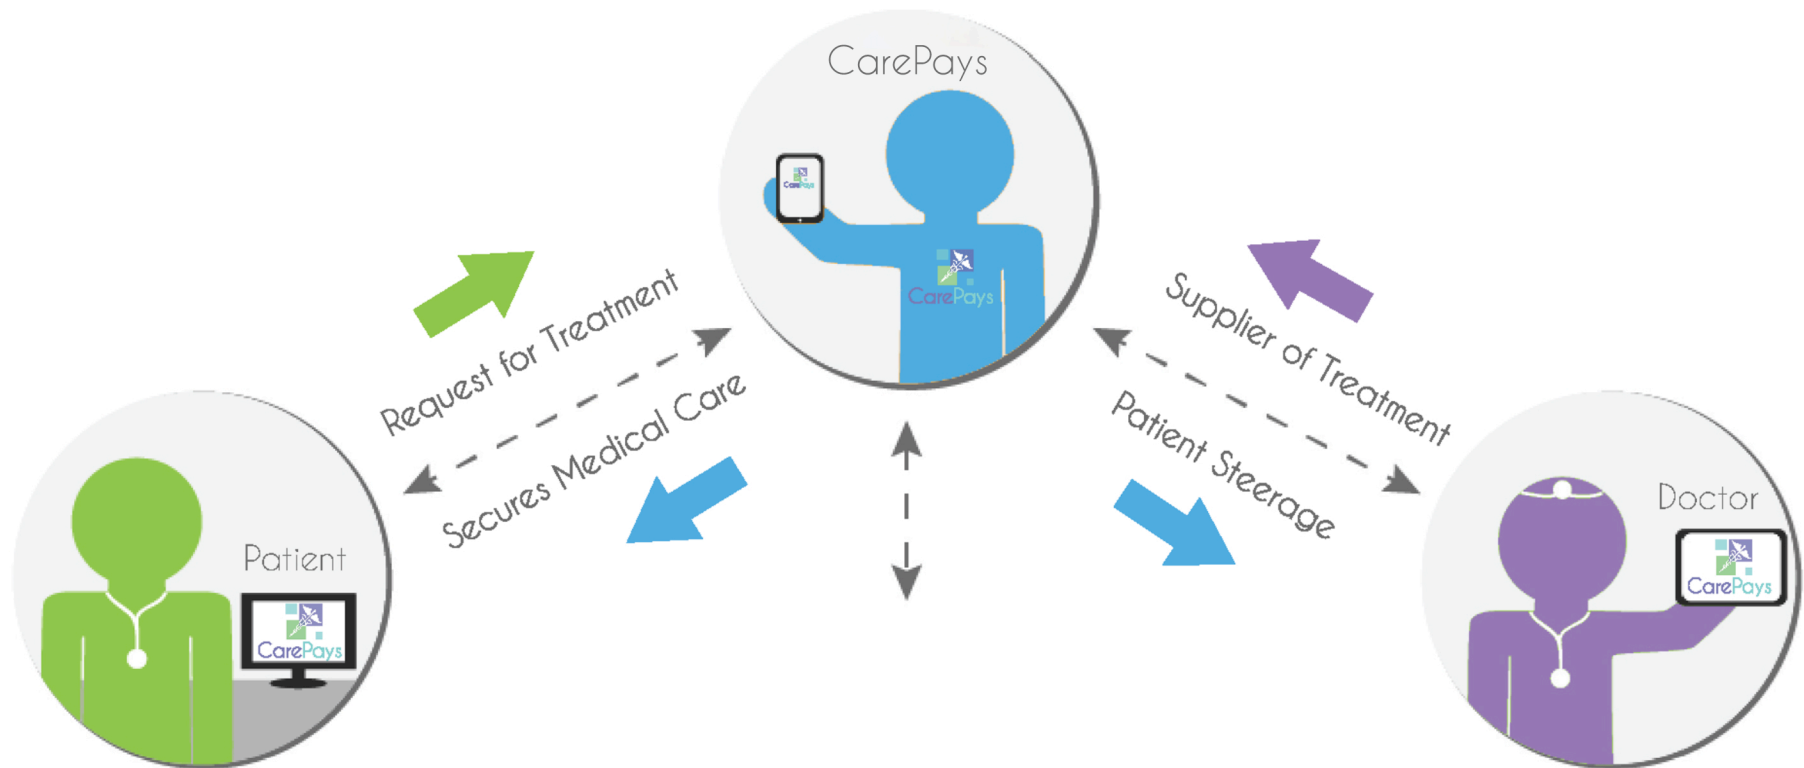 CarePays
CarePays
CarePays
Request for Treatment
Secures Medical Care
Supplier of Treatment
Patient Steerage
Patient
CarePays
Doctor
CarePays